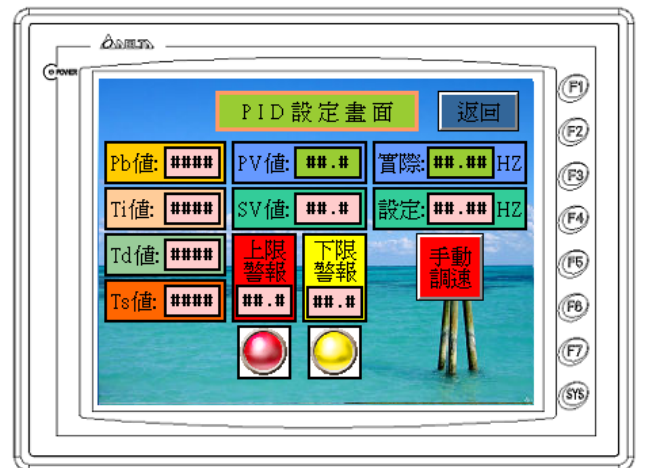 DELTA
POWER
F1
PID設定畫面
返回
F2
Pb值: ####
PV值: ##.#
實際: ##.## HZ
F3
Ti值: ####
SV值: ##.#
設定: ##.## HZ
F4
Td值: ####
上限
警報
下限
警報
手動
調速
F5
Ts值: ####
##.#
##.#
F6
F7
SYS